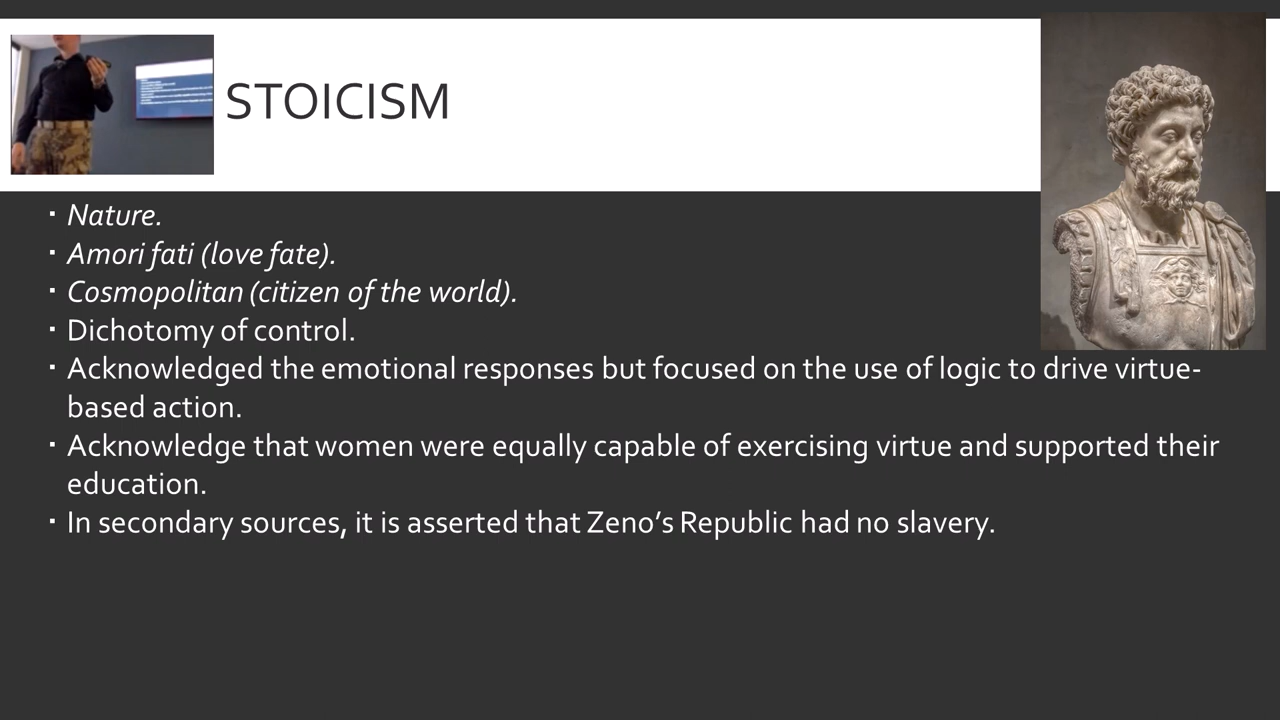 STOICISM
Nature.
Amori fati (love fate).
Cosmopolitan (citizen of the world).
Dichotomy of control.
Acknowledged the emotional responses but focused on the use of logic to drive virtue-
based action.
Acknowledge that women were equally capable of exercising virtue and supported their
education.
In secondary sources, it is asserted that Zeno’s Republic had no slavery.